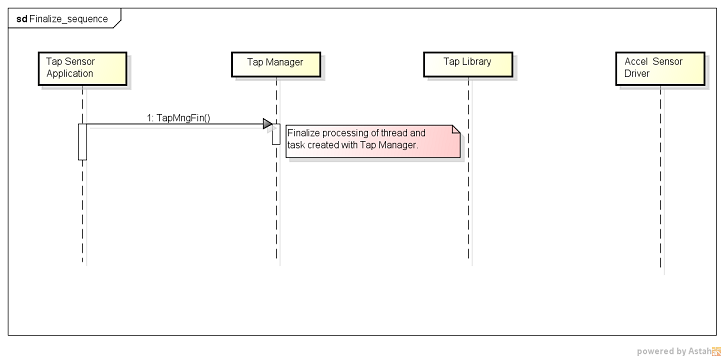 sd Finalize_sequence
Tap Sensor
Application
Tap Manager
Tap Library
Accel Sensor
Driver
1: TapMngFin()
Finalize processing of thread and
task created with Tap Manager.
powered by Astah